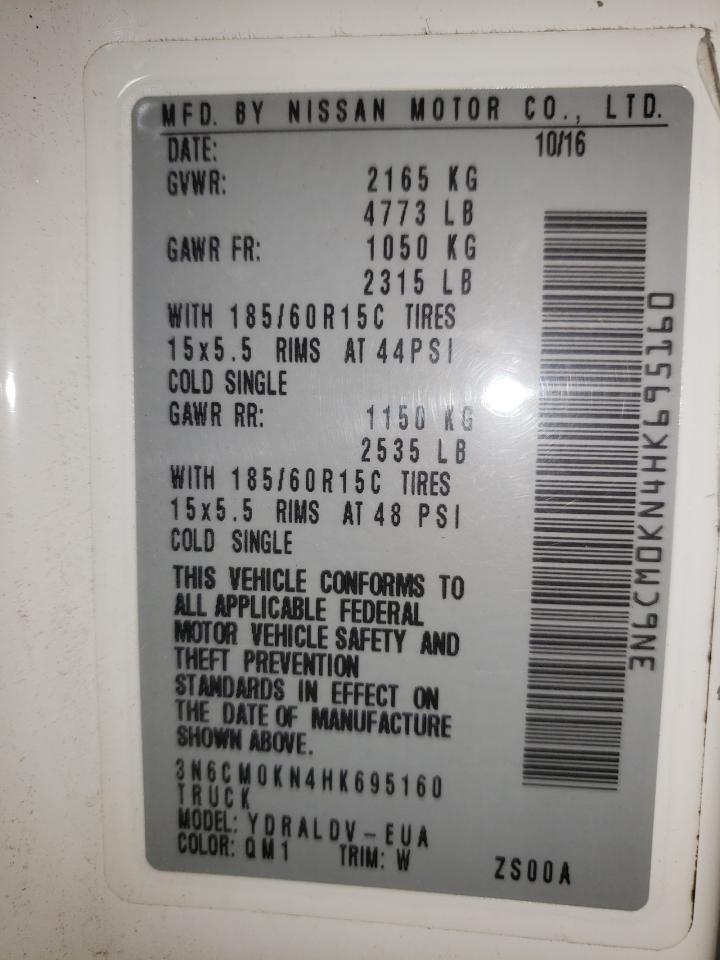 MFD. BY NISSAN MOTOR CO., LTD.
DATE: 10/16
GVWR: 2165 KG
4773 LB
GAWR FR: 1050 KG
2315 LB
WITH 185/60R15C TIRES
15x5.5 RIMS AT 44PSI
COLD SINGLE
GAWR RR: 1150 KG
2535 LB
WITH 185/60R15C TIRES
15x5.5 RIMS AT 48 PSI
COLD SINGLE
THIS VEHICLE CONFORMS TO
ALL APPLICABLE FEDERAL
MOTOR VEHICLE SAFETY AND
THEFT PREVENTION
STANDARDS IN EFFECT ON
THE DATE OF MANUFACTURE
SHOWN ABOVE.
3N6CM0KN4HK695160
TRUCK
MODEL: YDRALDV-EUA
COLOR: QM1 TRIM: W ZS00A
3N6CM0KN4HK695160